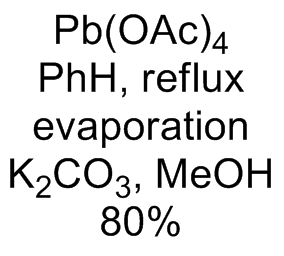 Pb(OAc)₄
PhH, reflux
evaporation
K₂CO₃, MeOH
80%